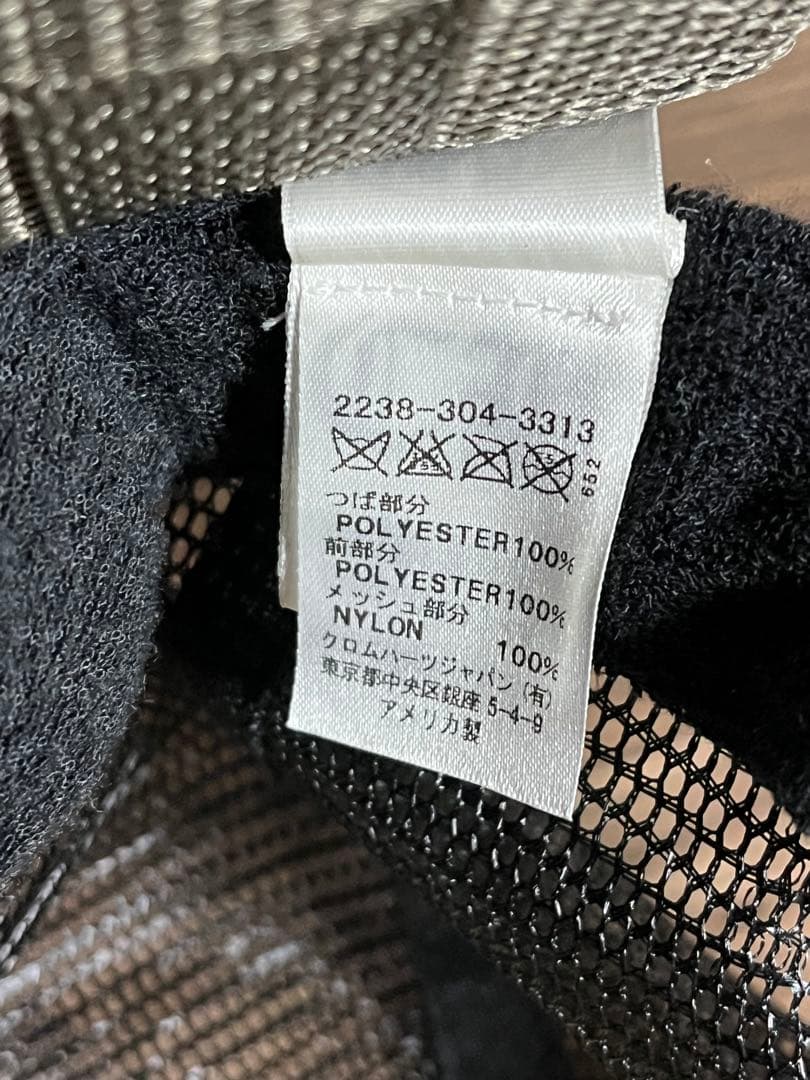 2238-304-3313
652
つば部分
POLYESTER100%
前部分
POLYESTER100%
メッシュ部分
NYLON 100%
クロムハーツジャパン(有)
東京都中央区銀座5-4-9
アメリカ製